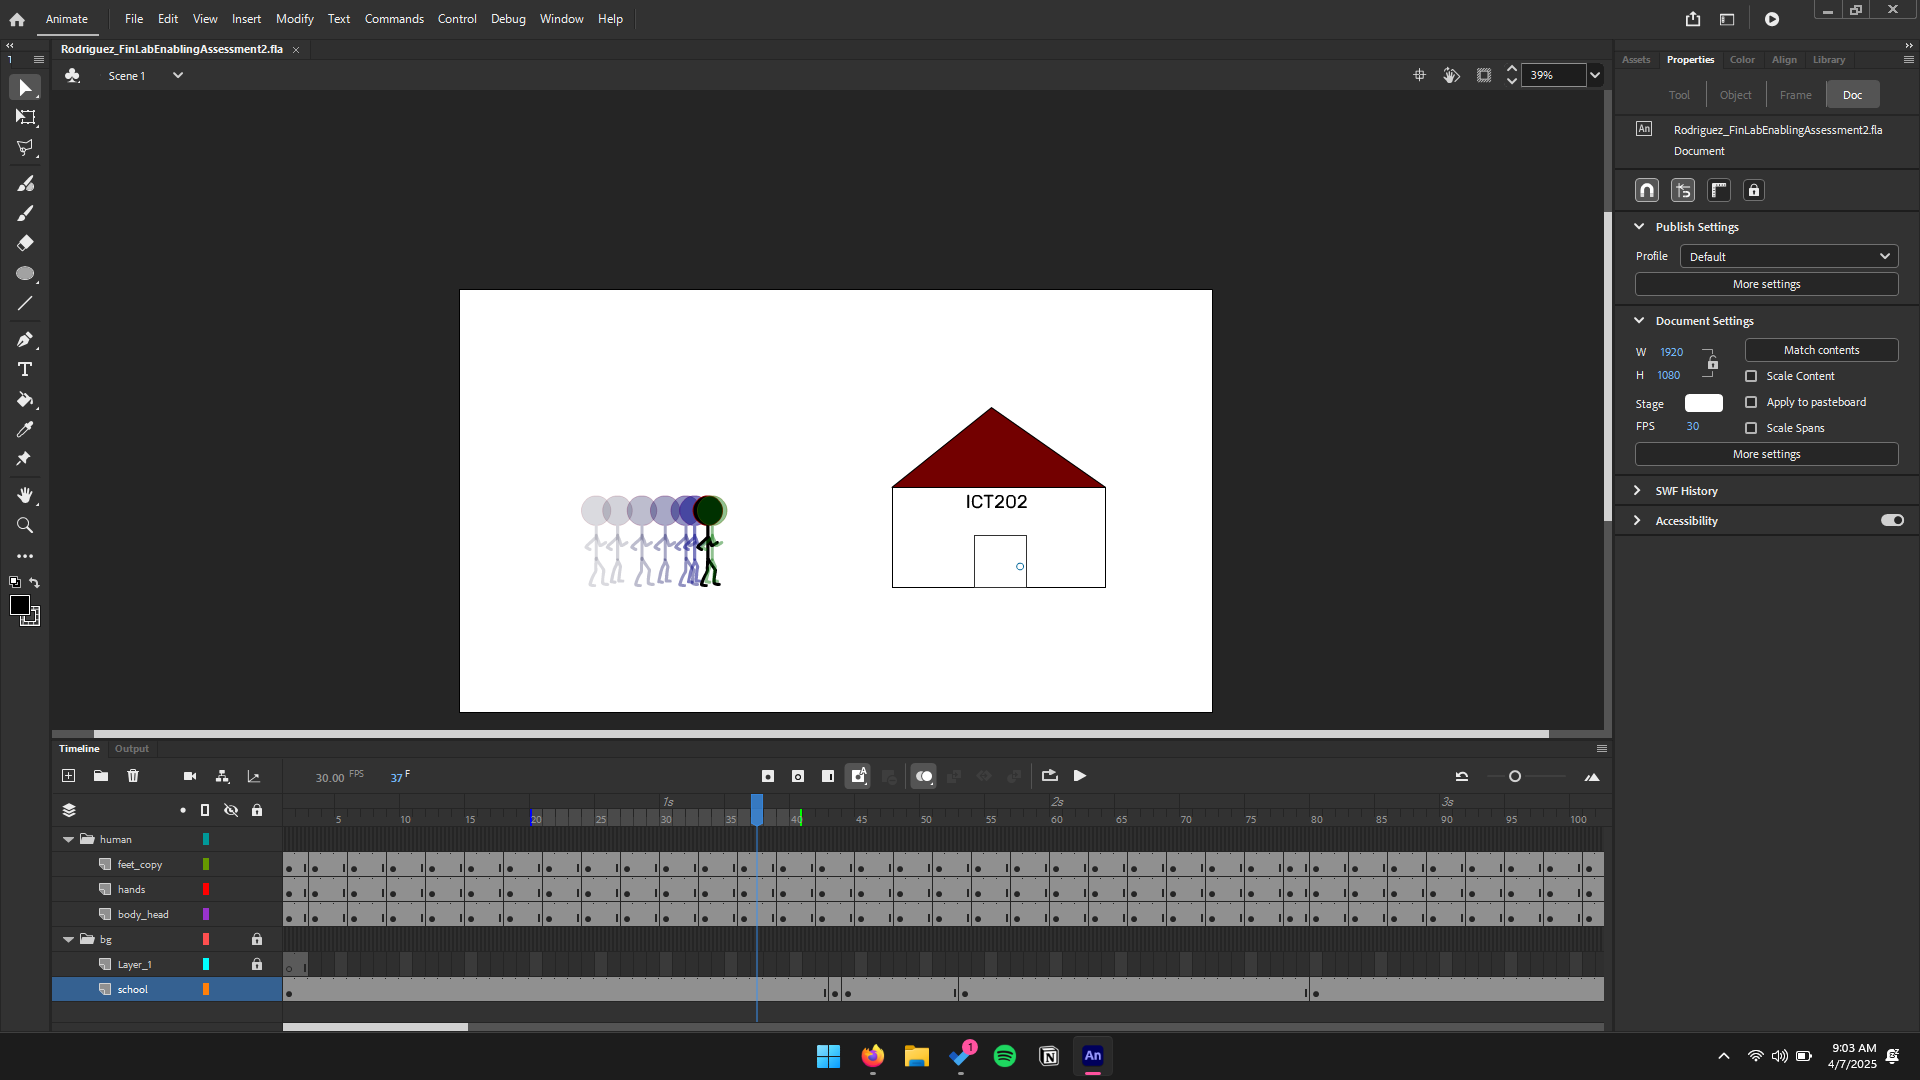 Animate File Edit View Insert Modify Text Commands Control Debug Window Help
Rodriguez_FinLabEnablingAssessment2.fla
Scene 1 39%
ICT202
1
Assets Properties Color Align Library
Tool Object Frame Doc
An Rodriguez_FinLabEnablingAssessment2.fla
Document
Publish Settings
Profile Default
More settings
Document Settings
W 1920 Match contents
H 1080 Scale Content
Stage Apply to pasteboard
FPS 30 Scale Spans
More settings
SWF History
Accessibility
Timeline Output
30.00 FPS 37 F
1s 2s 3s
5 10 15 20 25 30 35 40 45 50 55 60 65 70 75 80 85 90 95 100
human
feet_copy
hands
body_head
bg
Layer_1
school
1 An
9:03 AM
4/7/2025